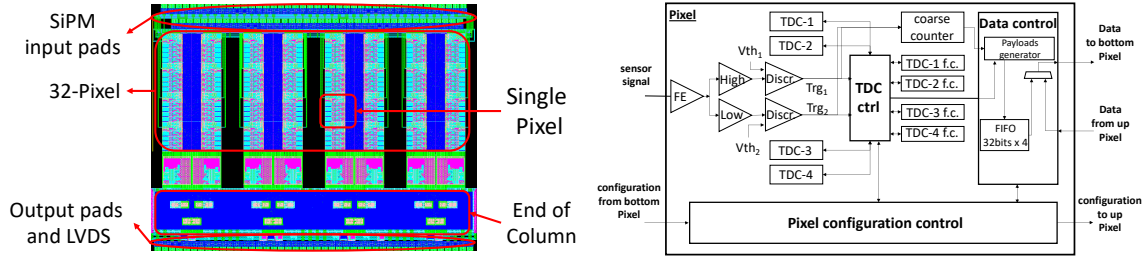 SiPM
input pads
32-Pixel
Single
Pixel
Output pads
and LVDS
End of
Column
Pixel
TDC-1
TDC-2
coarse
counter
Data control
Payloads
generator
Data
to bottom
Pixel
Vth1
sensor
signal
FE
High
Discr.
Trg1
Low
Discr.
Trg2
Vth2
TDC
ctrl
TDC-1 f.c.
TDC-2 f.c.
TDC-3 f.c.
TDC-4 f.c.
FIFO
32bits x 4
Data
from up
Pixel
TDC-3
TDC-4
configuration
from bottom
Pixel
Pixel configuration control
configuration
to up
Pixel